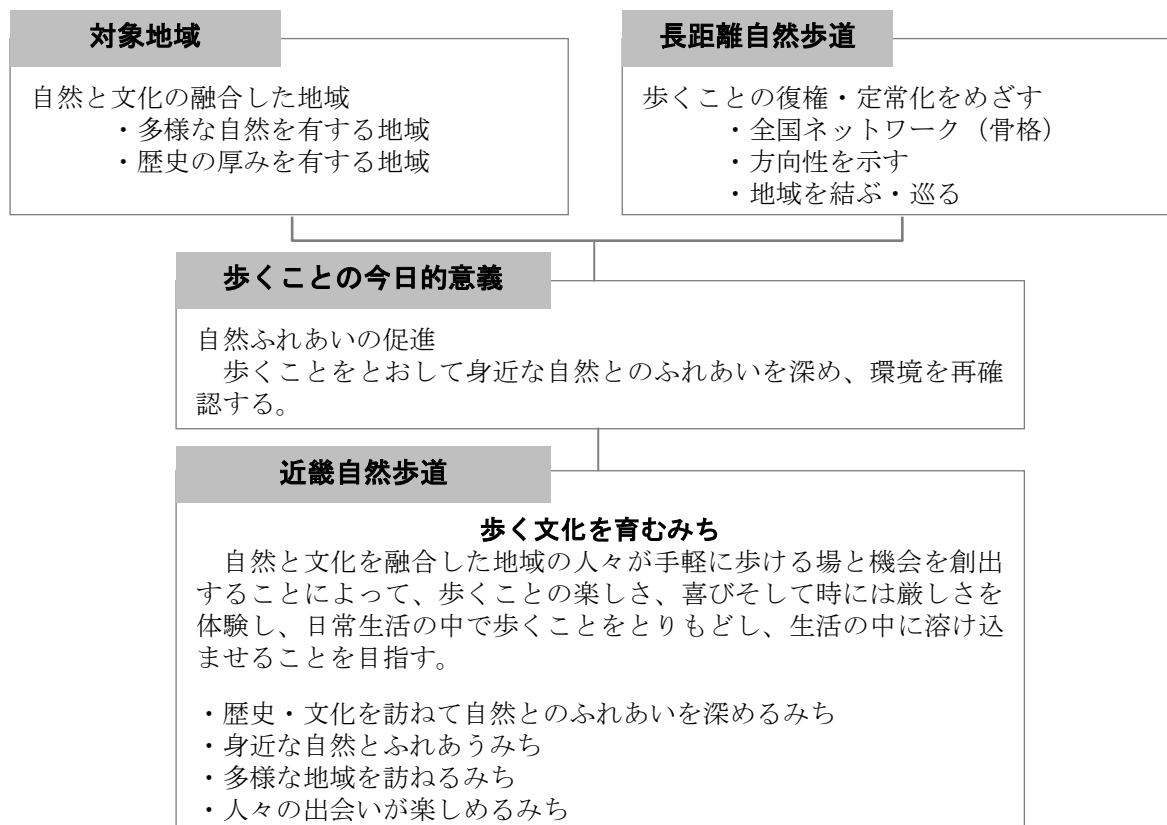 対象地域
自然と文化の融合した地域
・多様な自然を有する地域
・歴史の厚みを有する地域
長距離自然歩道
歩くことの復権・定常化をめざす
・全国ネットワーク（骨格）
・方向性を示す
・地域を結ぶ・巡る
歩くことの今日的意義
自然ふれあいの促進
　歩くことをとおして身近な自然とのふれあいを深め、環境を再確
認する。
近畿自然歩道
歩く文化を育むみち
　自然と文化を融合した地域の人々が手軽に歩ける場と機会を創出
することによって、歩くことの楽しさ、喜びそして時には厳しさを
体験し、日常生活の中で歩くことをとりもどし、生活の中に溶け込
ませることを目指す。
・歴史・文化を訪ねて自然とのふれあいを深めるみち
・身近な自然とふれあうみち
・多様な地域を訪ねるみち
・人々の出会いが楽しめるみち